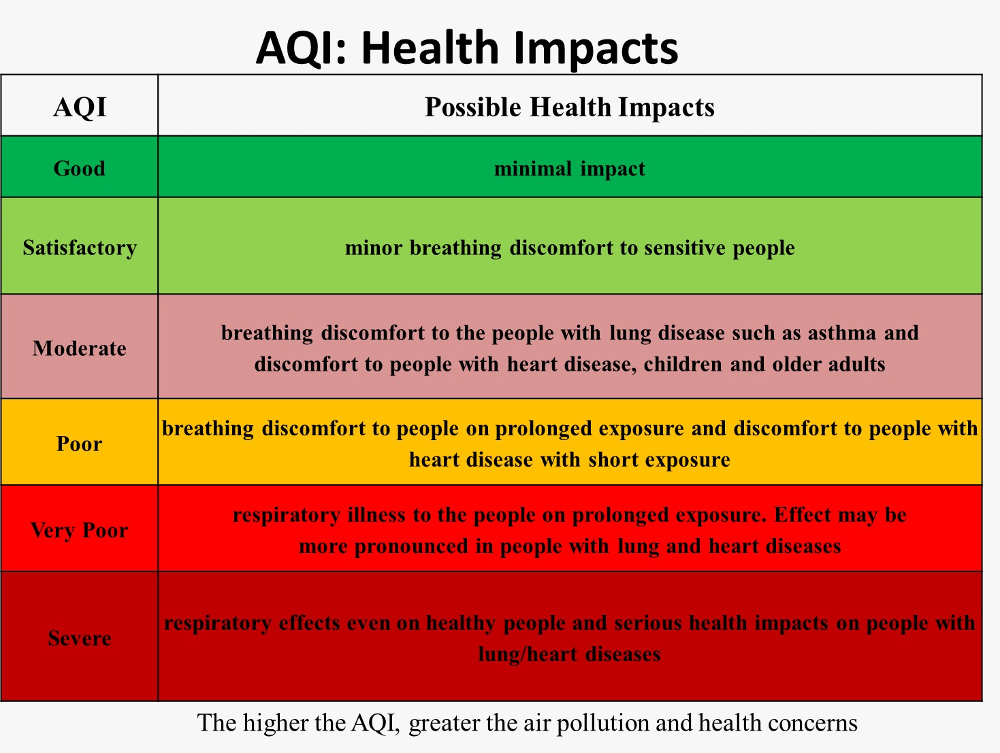 AQI: Health Impacts
AQI
Possible Health Impacts
Good
minimal impact
Satisfactory
minor breathing discomfort to sensitive people
Moderate
breathing discomfort to the people with lung disease such as asthma and
discomfort to people with heart disease, children and older adults
Poor
breathing discomfort to people on prolonged exposure and discomfort to people with
heart disease with short exposure
Very Poor
respiratory illness to the people on prolonged exposure. Effect may be
more pronounced in people with lung and heart diseases
Severe
respiratory effects even on healthy people and serious health impacts on people with
lung/heart diseases
The higher the AQI, greater the air pollution and health concerns